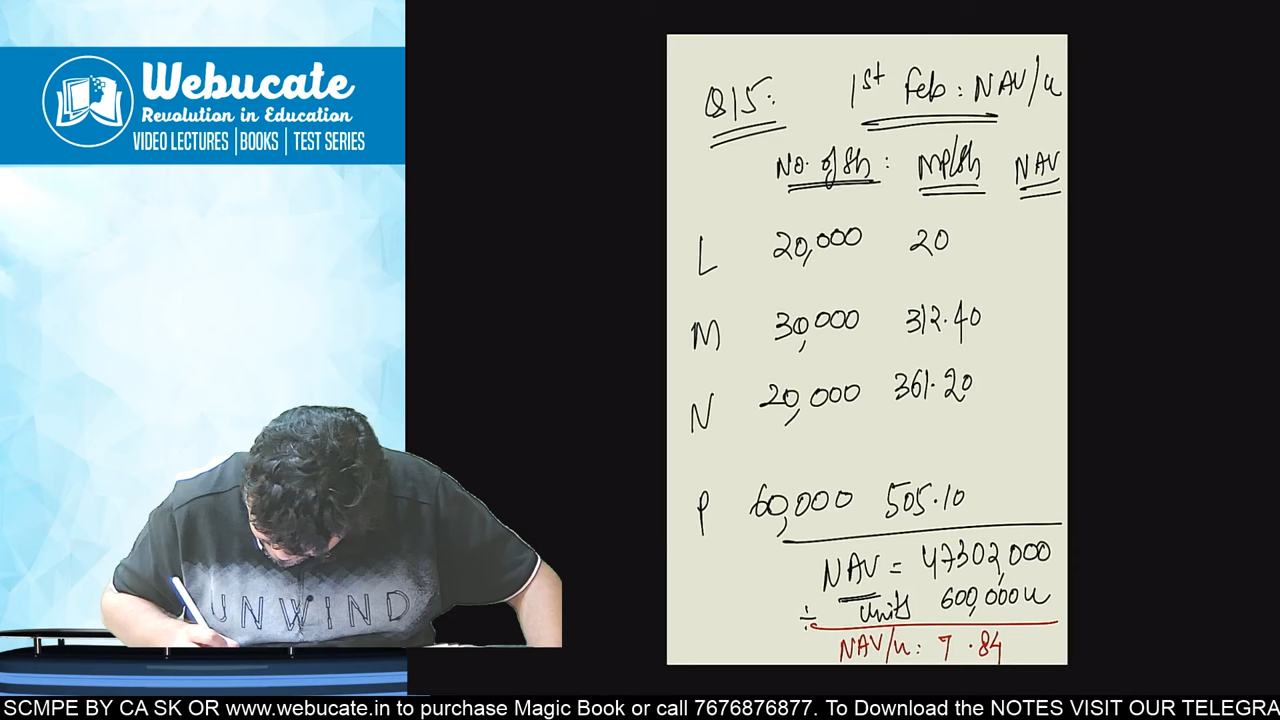 Webucate
Revolution in Education
VIDEO LECTURES | BOOKS | TEST SERIES
Q15: 1st Feb: NAV/u
No. of Sh: MP/Sh NAV
L 20,000 20
M 30,000 312.40
N 20,000 361.20
P 60,000 505.10
NAV = 47302,000
÷ Units 600,000u
NAV/u: 7.84
UNWIND
SCMPE BY CA SK OR www.webucate.in to purchase Magic Book or call 7676876877. To Download the NOTES VISIT OUR TELEGRA